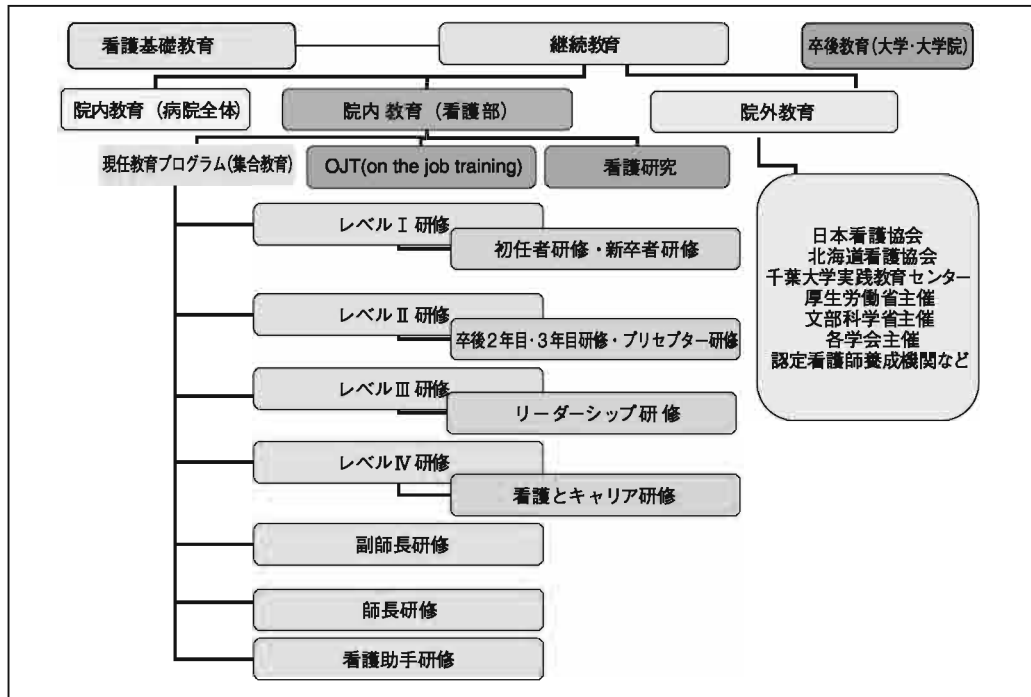 看護基礎教育
継続教育
卒後教育(大学・大学院)
院内教育(病院全体)
院内教育(看護部)
院外教育
現任教育プログラム(集合教育)
OJT(on the job training)
看護研究
レベルⅠ研修
初任者研修・新卒者研修
レベルⅡ研修
卒後2年目・3年目研修・プリセプター研修
レベルⅢ研修
リーダーシップ研修
レベルⅣ研修
看護とキャリア研修
副師長研修
師長研修
看護助手研修
日本看護協会
北海道看護協会
千葉大学実践教育センター
厚生労働省主催
文部科学省主催
各学会主催
認定看護師養成機関など